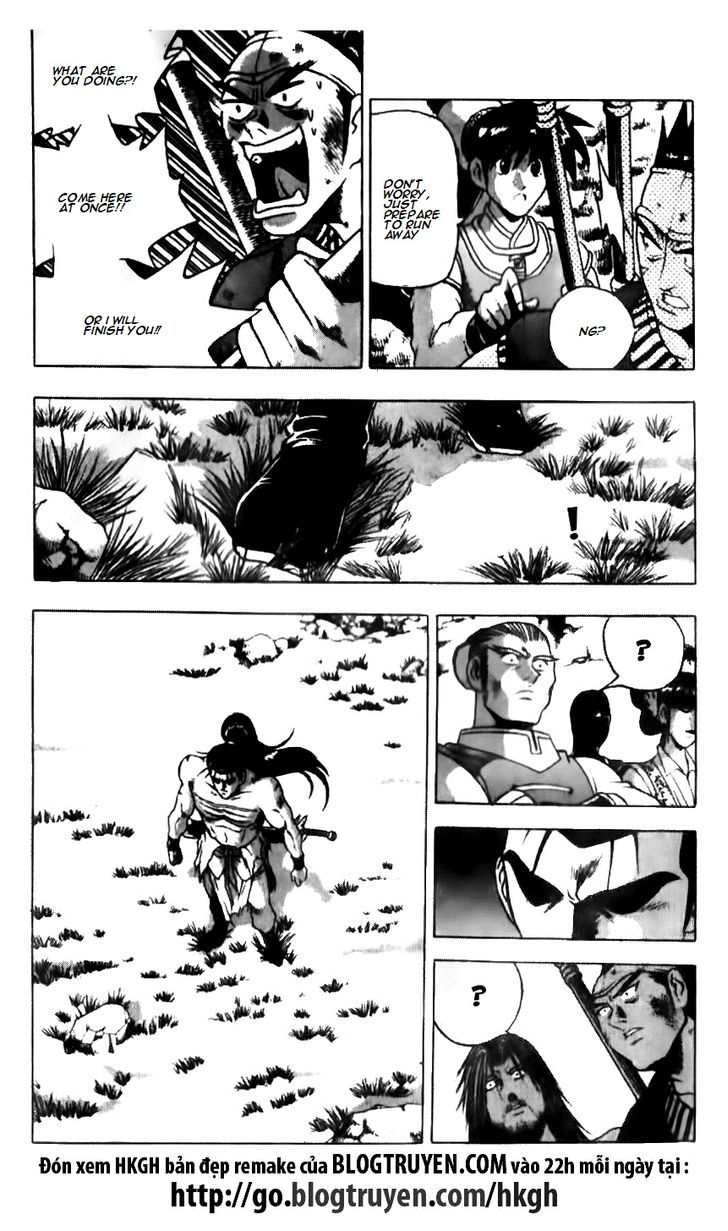 WHAT ARE
YOU DOING?!
COME HERE
AT ONCE!!
OR I WILL
FINISH YOU!!
DON'T
WORRY,
JUST
PREPARE
TO RUN
AWAY
NG?
!
?
?
Đón xem HKGH bản đẹp remake của BLOGTRUYEN.COM vào 22h mỗi ngày tại :
http://go.blogtruyen.com/hkgh